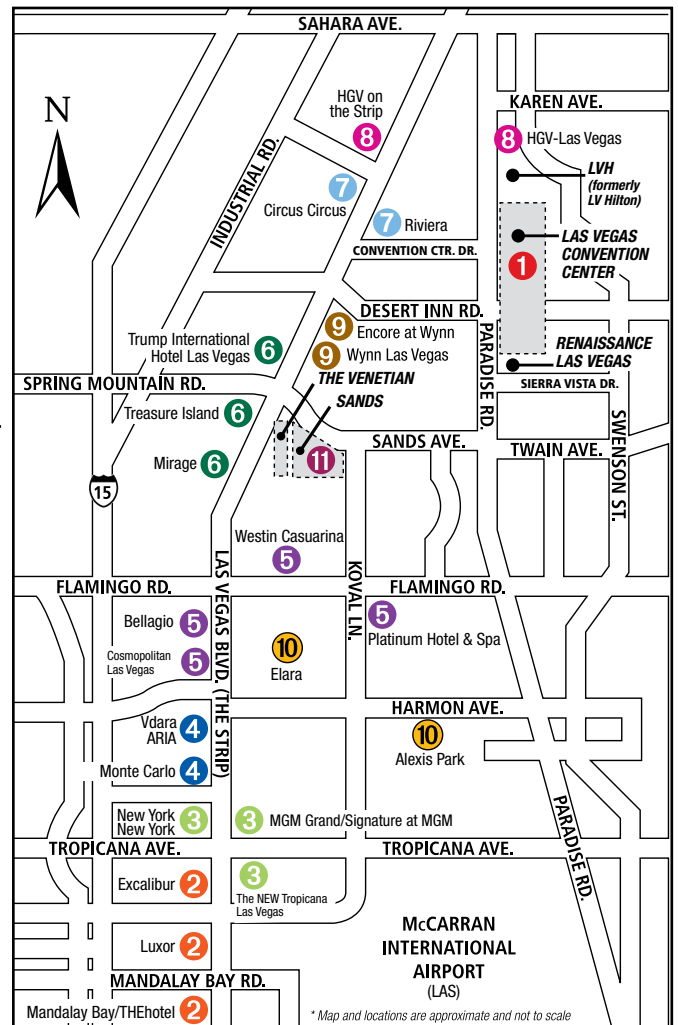 SAHARA AVE.
N
HGV on
the Strip
8
KAREN AVE.
8 HGV-Las Vegas
INDUSTRIAL RD.
LVH
(formerly
LV Hilton)
7
Circus Circus
7 Riviera
CONVENTION CTR. DR.
LAS VEGAS
CONVENTION
CENTER
1
DESERT INN RD.
9 Encore at Wynn
Trump International
Hotel Las Vegas 6
9 Wynn Las Vegas
PARADISE RD.
RENAISSANCE
LAS VEGAS
SPRING MOUNTAIN RD.
THE VENETIAN
SIERRA VISTA DR.
SANDS
Treasure Island 6
SWENSON ST.
SANDS AVE.
TWAIN AVE.
Mirage 6
11
15
Westin Casuarina
5
LAS VEGAS BLVD. (THE STRIP)
KOVAL LN.
FLAMINGO RD.
FLAMINGO RD.
Bellagio 5
5
Platinum Hotel & Spa
Cosmopolitan
Las Vegas 5
10
Elara
HARMON AVE.
Vdara
ARIA 4
10
Alexis Park
Monte Carlo 4
PARADISE RD.
New York
New York 3
3 MGM Grand/Signature at MGM
TROPICANA AVE.
TROPICANA AVE.
Excalibur 2
3
The NEW Tropicana
Las Vegas
Luxor 2
McCARRAN
INTERNATIONAL
AIRPORT
(LAS)
MANDALAY BAY RD.
Mandalay Bay/THEhotel 2
* Map and locations are approximate and not to scale